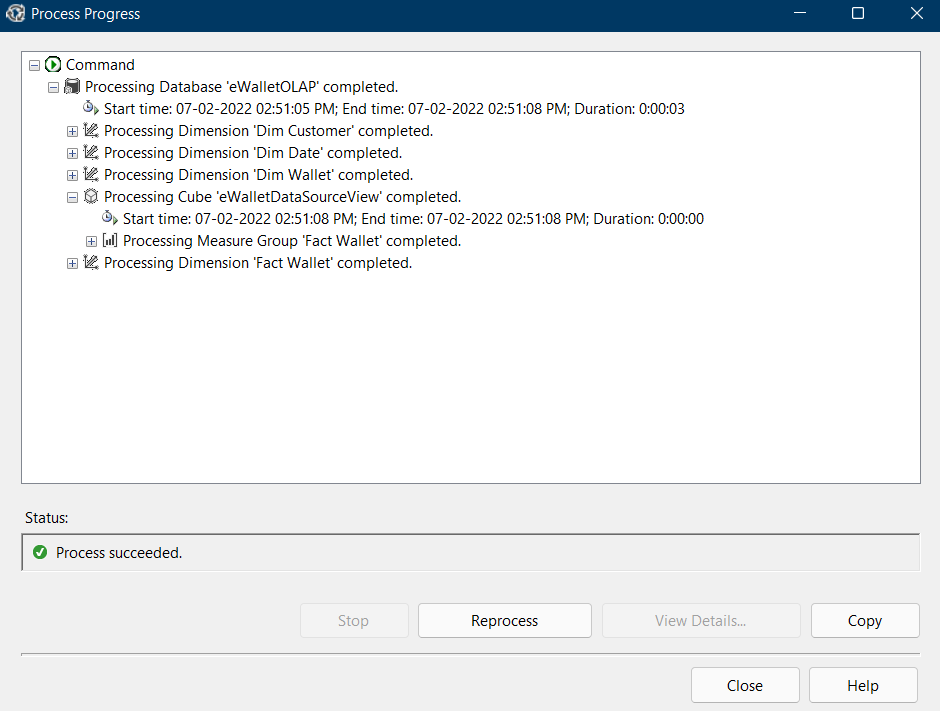 Process Progress
Command
Processing Database 'eWalletOLAP' completed.
Start time: 07-02-2022 02:51:05 PM; End time: 07-02-2022 02:51:08 PM; Duration: 0:00:03
Processing Dimension 'Dim Customer' completed.
Processing Dimension 'Dim Date' completed.
Processing Dimension 'Dim Wallet' completed.
Processing Cube 'eWalletDataSourceView' completed.
Start time: 07-02-2022 02:51:08 PM; End time: 07-02-2022 02:51:08 PM; Duration: 0:00:00
Processing Measure Group 'Fact Wallet' completed.
Processing Dimension 'Fact Wallet' completed.
Status:
Process succeeded.
Stop Reprocess View Details... Copy
Close Help